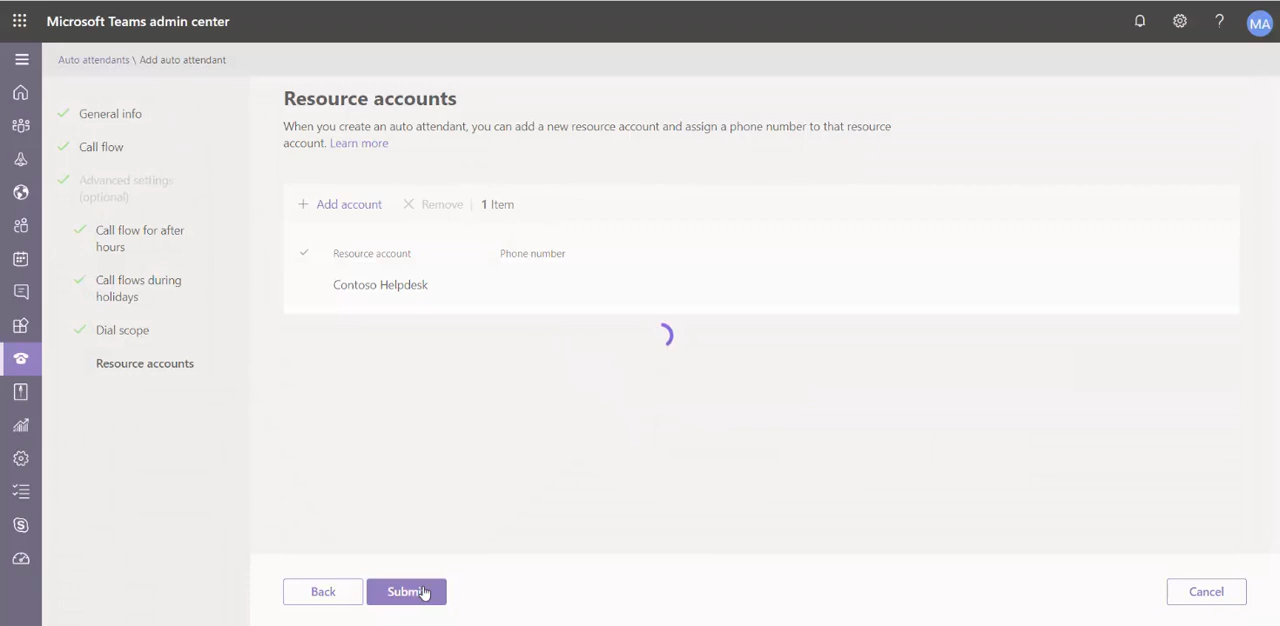 Microsoft Teams admin center
MA
Auto attendants \ Add auto attendant
General info
Call flow
Advanced settings
(optional)
Call flow for after
hours
Call flows during
holidays
Dial scope
Resource accounts
Resource accounts
When you create an auto attendant, you can add a new resource account and assign a phone number to that resource
account. Learn more
+ Add account × Remove | 1 Item
Resource account Phone number
Contoso Helpdesk
Back Submit Cancel